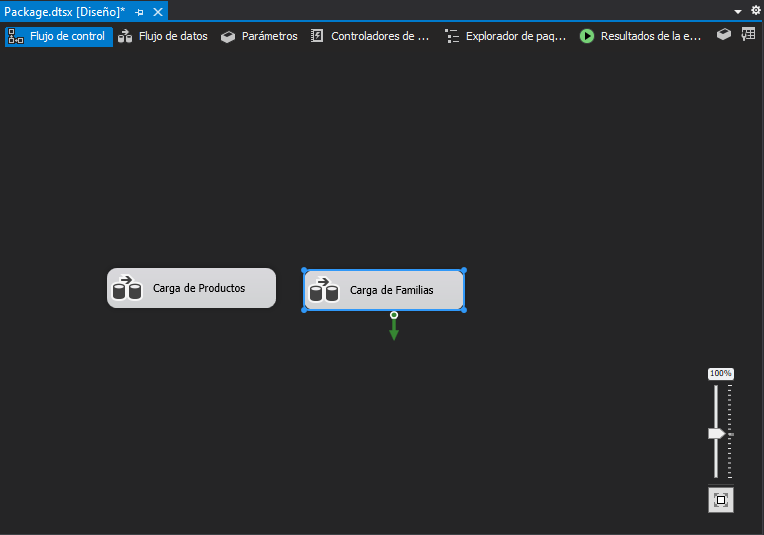 Package.dtsx [Diseño]*
Flujo de control
Flujo de datos
Parámetros
Controladores de ...
Explorador de paq...
Resultados de la e...
Carga de Productos
Carga de Familias
100%